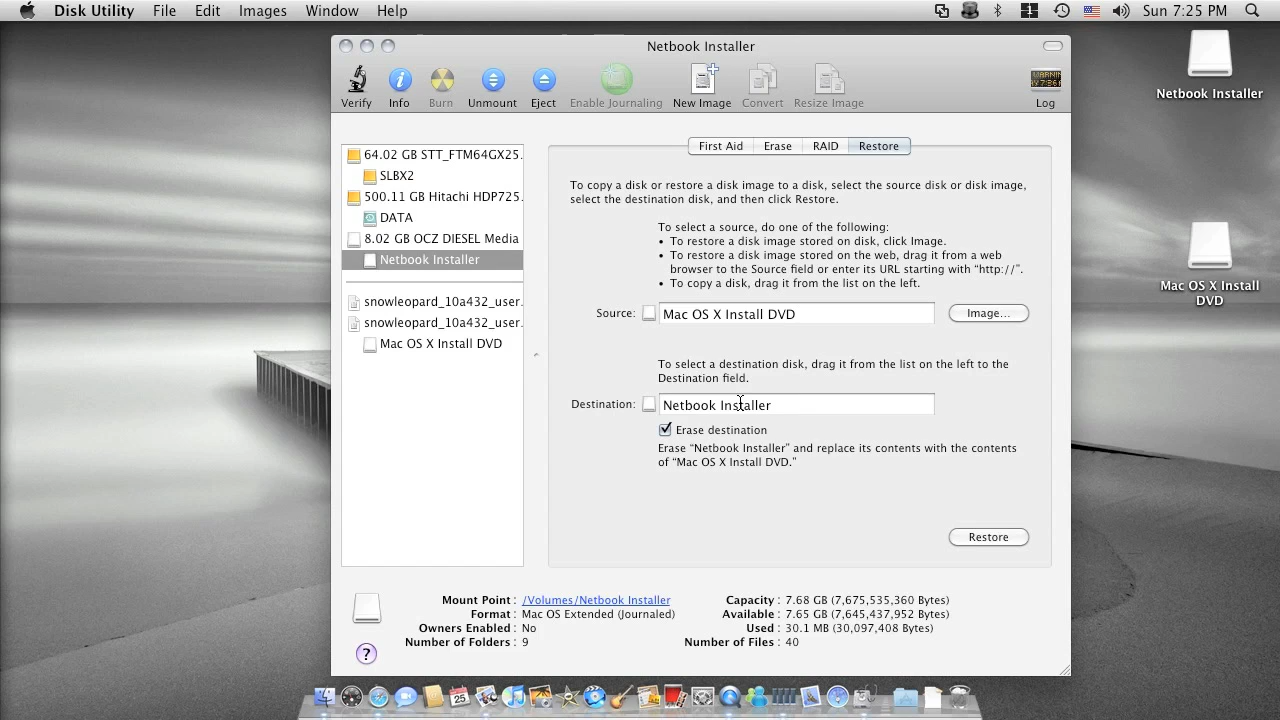 Disk Utility File Edit Images Window Help
1 Sun 7:25 PM
Netbook Installer
Verify Info Burn Unmount Eject Enable Journaling New Image Convert Resize Image Log
First Aid Erase RAID Restore
64.02 GB STT_FTM64GX25.
SLBX2
500.11 GB Hitachi HDP725.
DATA
8.02 GB OCZ DIESEL Media
Netbook Installer
snowleopard_10a432_user.
snowleopard_10a432_user.
Mac OS X Install DVD
To copy a disk or restore a disk image to a disk, select the source disk or disk image,
select the destination disk, and then click Restore.
To select a source, do one of the following:
• To restore a disk image stored on disk, click Image.
• To restore a disk image stored on the web, drag it from a web
browser to the Source field or enter its URL starting with “http://”.
• To copy a disk, drag it from the list on the left.
Source: Mac OS X Install DVD Image...
To select a destination disk, drag it from the list on the left to the
Destination field.
Destination: Netbook Installer
Erase destination
Erase “Netbook Installer” and replace its contents with the contents
of “Mac OS X Install DVD.”
Restore
Mount Point : /Volumes/Netbook Installer
Format : Mac OS Extended (Journaled)
Owners Enabled : No
Number of Folders : 9
Capacity : 7.68 GB (7,675,535,360 Bytes)
Available : 7.65 GB (7,645,437,952 Bytes)
Used : 30.1 MB (30,097,408 Bytes)
Number of Files : 40
?
Netbook Installer
Mac OS X Install
DVD